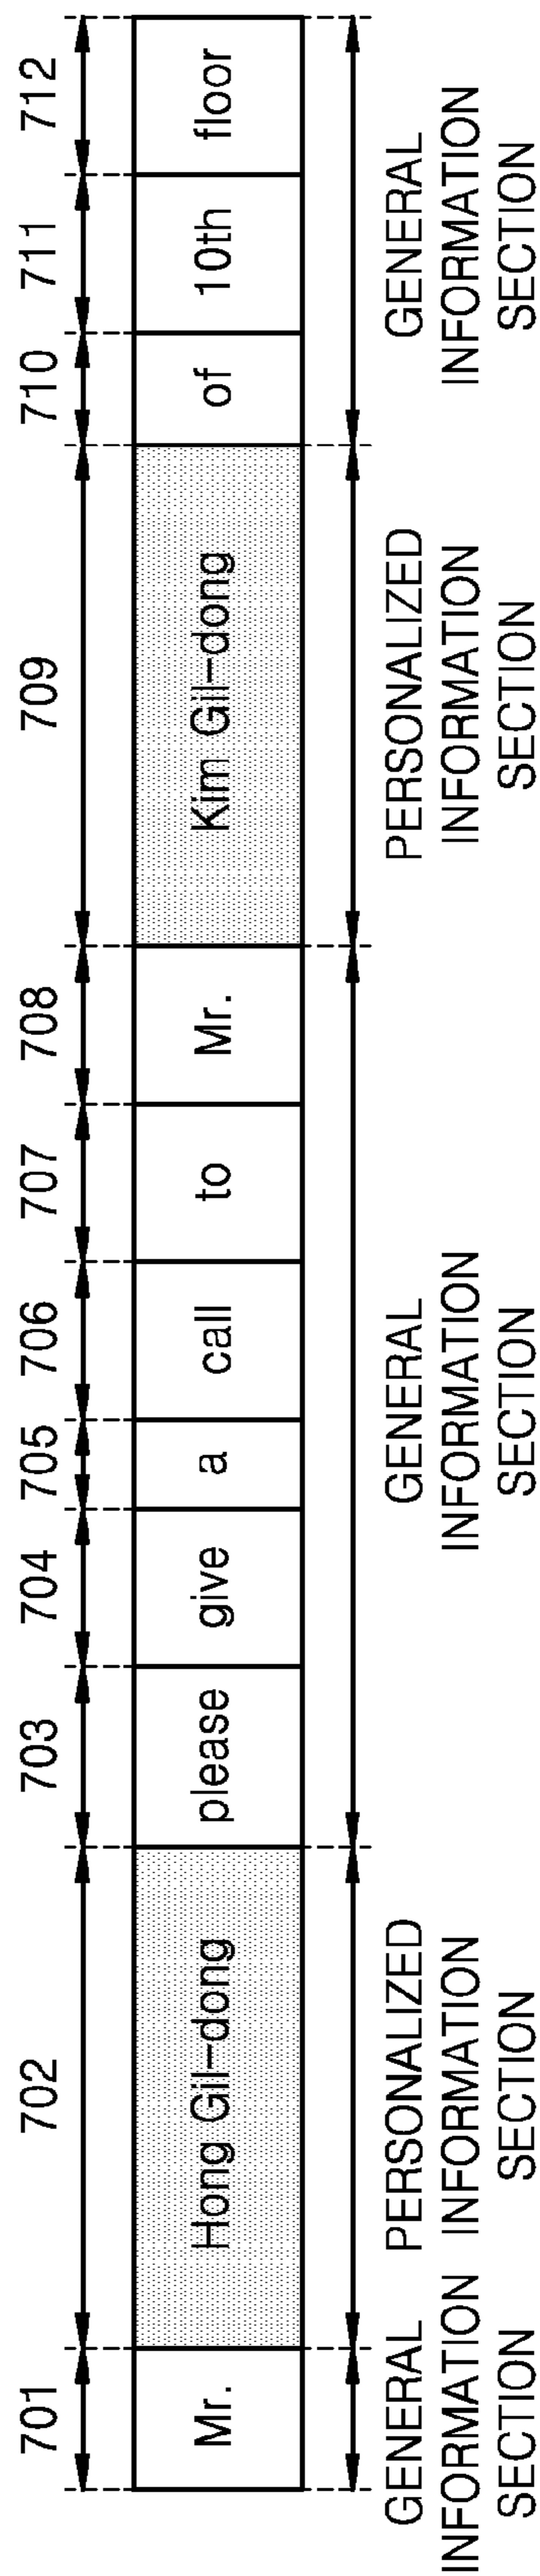 701 702 703 704 705 706 707 708 709 710 711 712
Mr. Hong Gil-dong please give a call to Mr. Kim Gil-dong of 10th floor
GENERAL
INFORMATION
SECTION
PERSONALIZED
INFORMATION
SECTION
GENERAL
INFORMATION
SECTION
PERSONALIZED
INFORMATION
SECTION
GENERAL
INFORMATION
SECTION